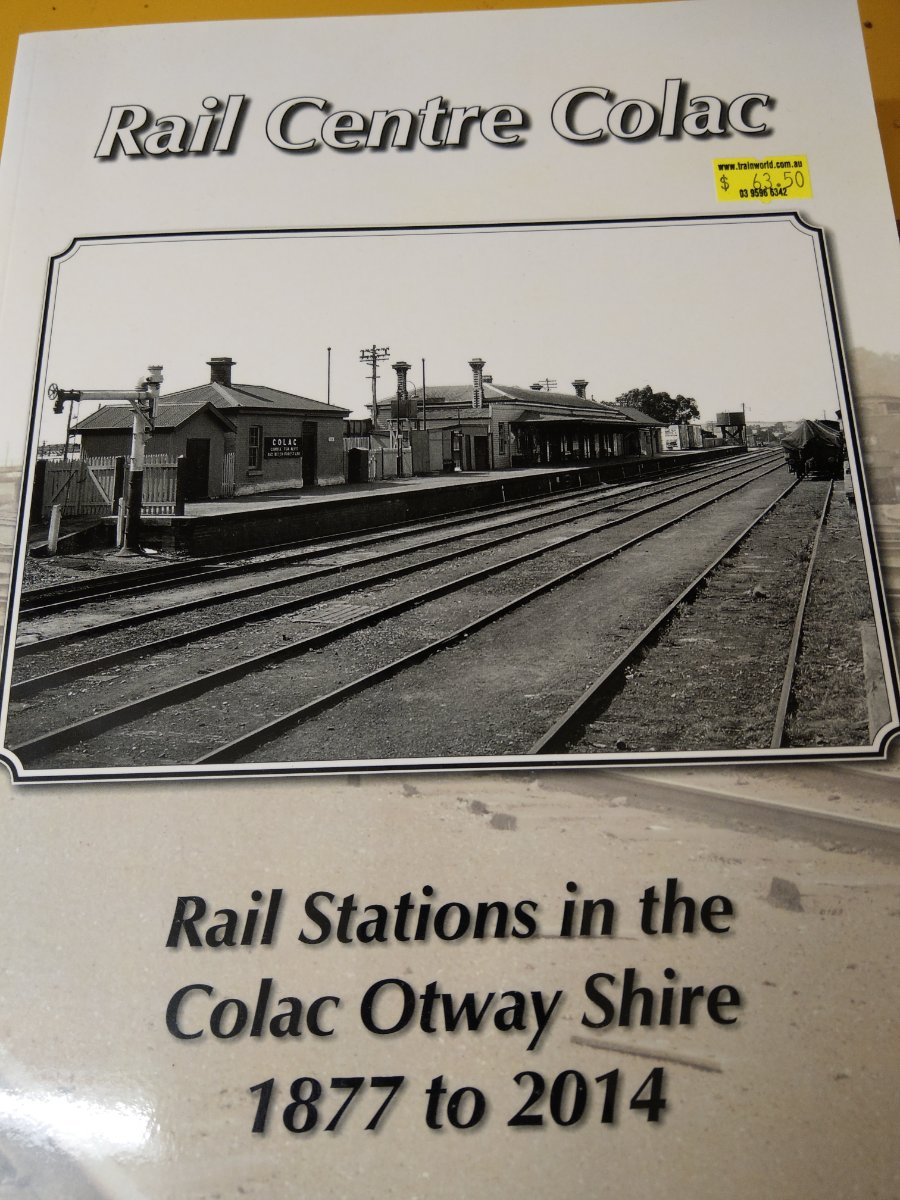 Rail Centre Colac
www.trainworld.com.au
$ 63.50
03 9596 6342
COLAC
Rail Stations in the
Colac Otway Shire
1877 to 2014